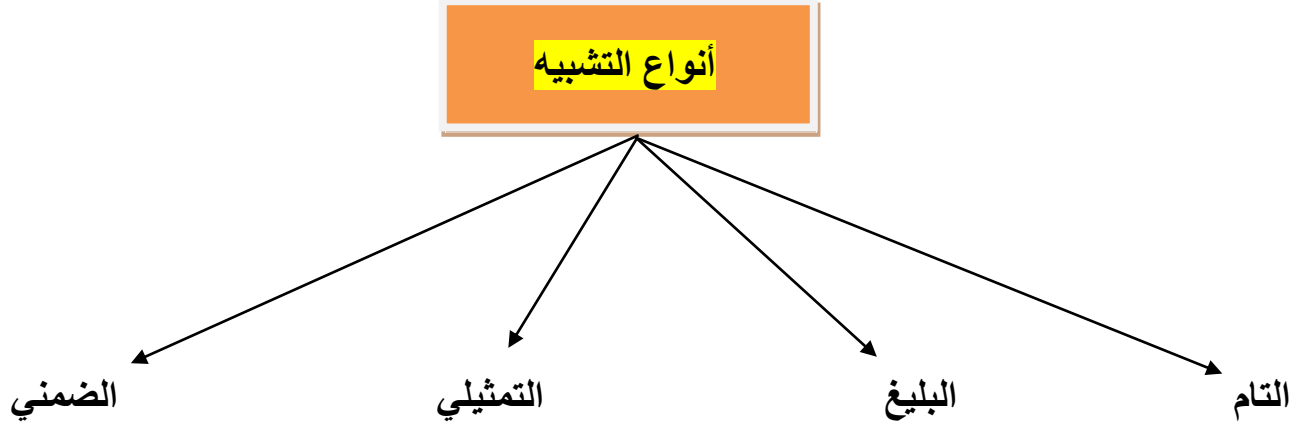 أنواع التشبيه
التام
البليغ
التمثيلي
الضمني